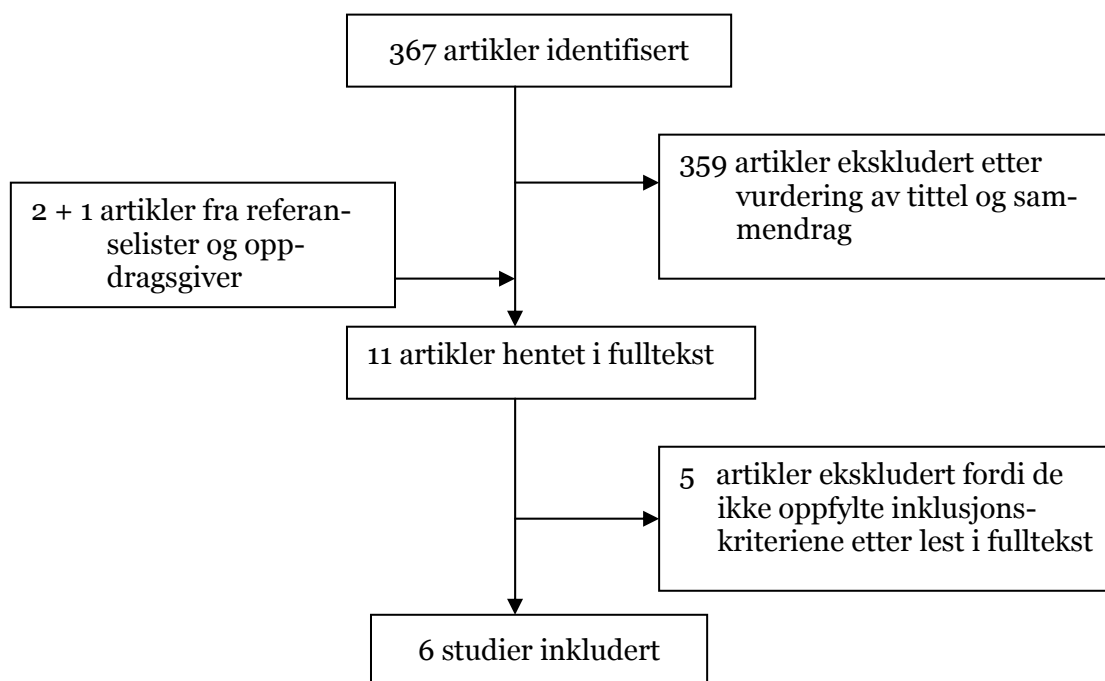 367 artikler identifisert
359 artikler ekskludert etter
vurdering av tittel og sam-
mendrag
2 + 1 artikler fra referan-
selister og opp-
dragsgiver
11 artikler hentet i fulltekst
5 artikler ekskludert fordi de
ikke oppfylte inklusjons-
kriteriene etter lest i fulltekst
6 studier inkludert